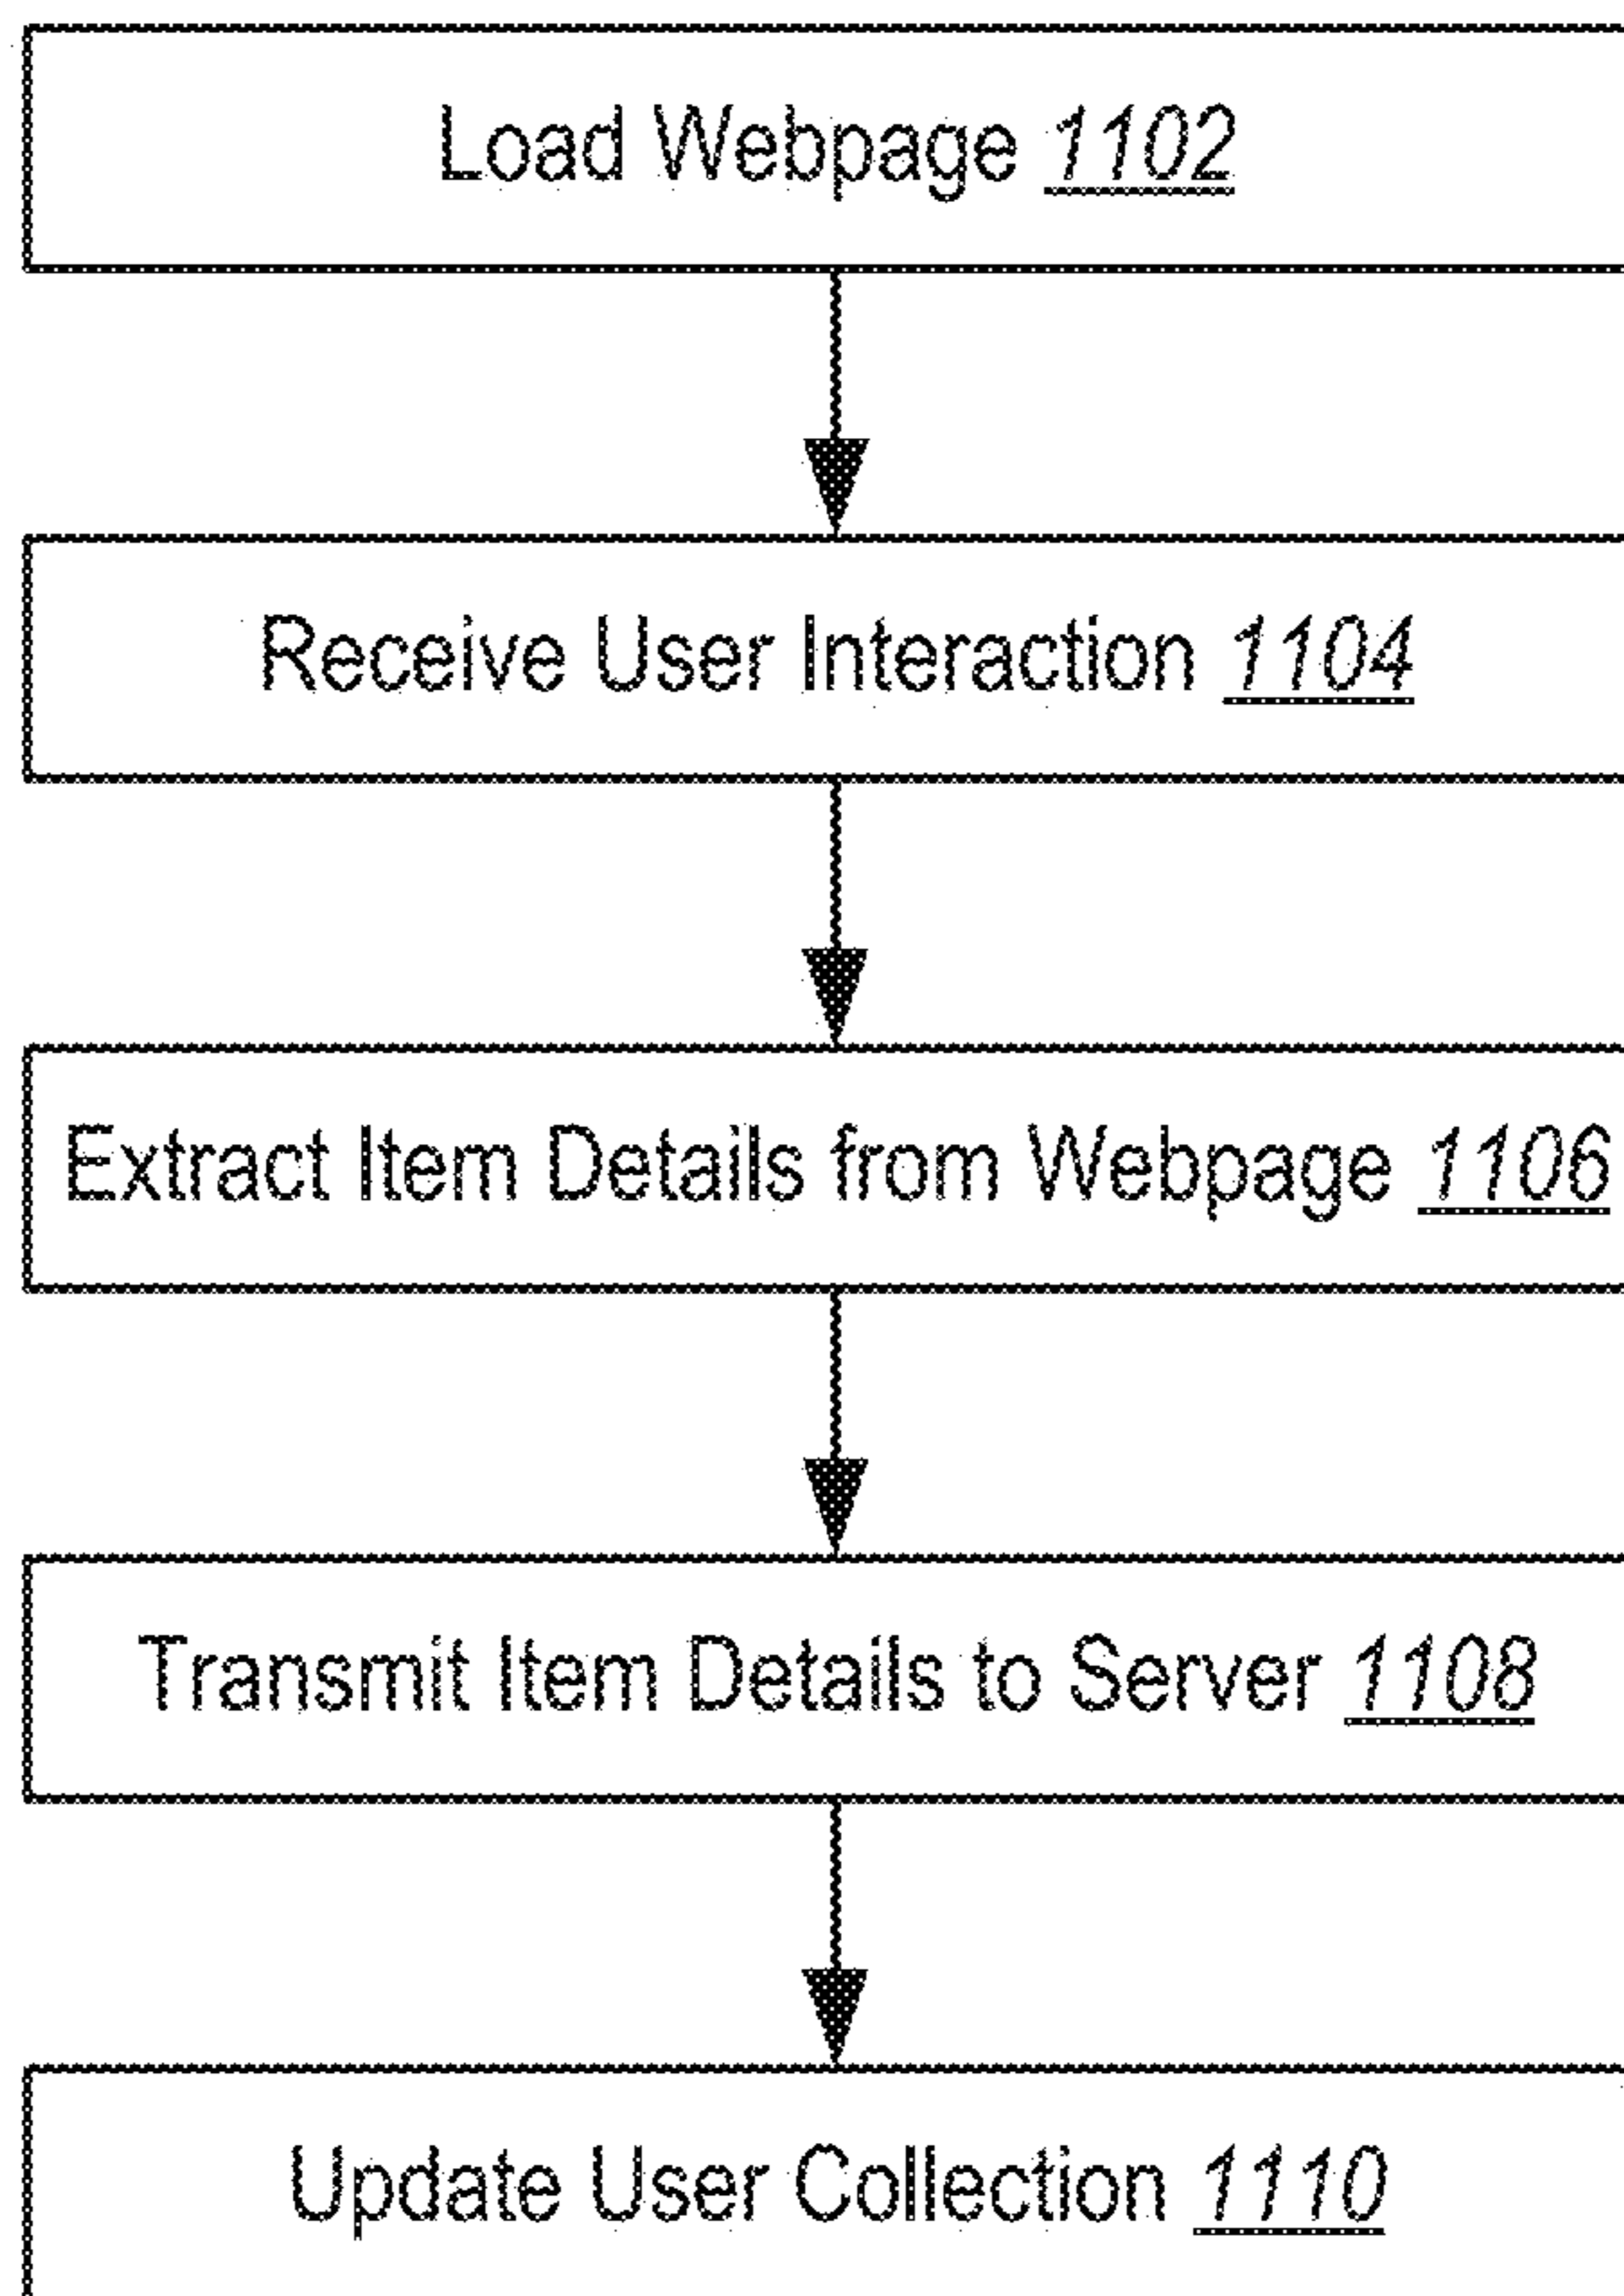 Load Webpage 1102
Receive User Interaction 1104
Extract Item Details from Webpage 1106
Transmit Item Details to Server 1108
Update User Collection 1110